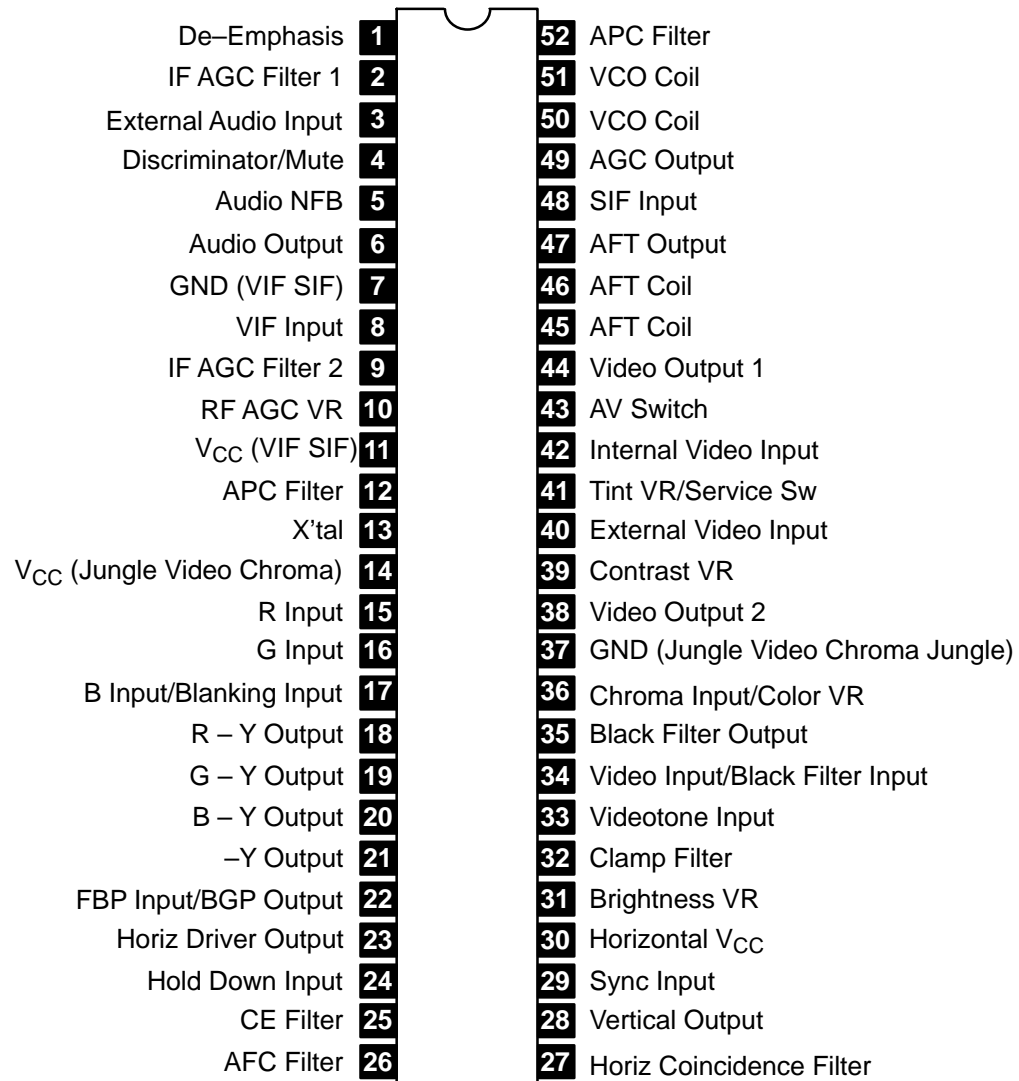 De–Emphasis 1 52 APC Filter
IF AGC Filter 1 2 51 VCO Coil
External Audio Input 3 50 VCO Coil
Discriminator/Mute 4 49 AGC Output
Audio NFB 5 48 SIF Input
Audio Output 6 47 AFT Output
GND (VIF SIF) 7 46 AFT Coil
VIF Input 8 45 AFT Coil
IF AGC Filter 2 9 44 Video Output 1
RF AGC VR 10 43 AV Switch
VCC (VIF SIF) 11 42 Internal Video Input
APC Filter 12 41 Tint VR/Service Sw
X’tal 13 40 External Video Input
VCC (Jungle Video Chroma) 14 39 Contrast VR
R Input 15 38 Video Output 2
G Input 16 37 GND (Jungle Video Chroma Jungle)
B Input/Blanking Input 17 36 Chroma Input/Color VR
R – Y Output 18 35 Black Filter Output
G – Y Output 19 34 Video Input/Black Filter Input
B – Y Output 20 33 Videotone Input
–Y Output 21 32 Clamp Filter
FBP Input/BGP Output 22 31 Brightness VR
Horiz Driver Output 23 30 Horizontal VCC
Hold Down Input 24 29 Sync Input
CE Filter 25 28 Vertical Output
AFC Filter 26 27 Horiz Coincidence Filter